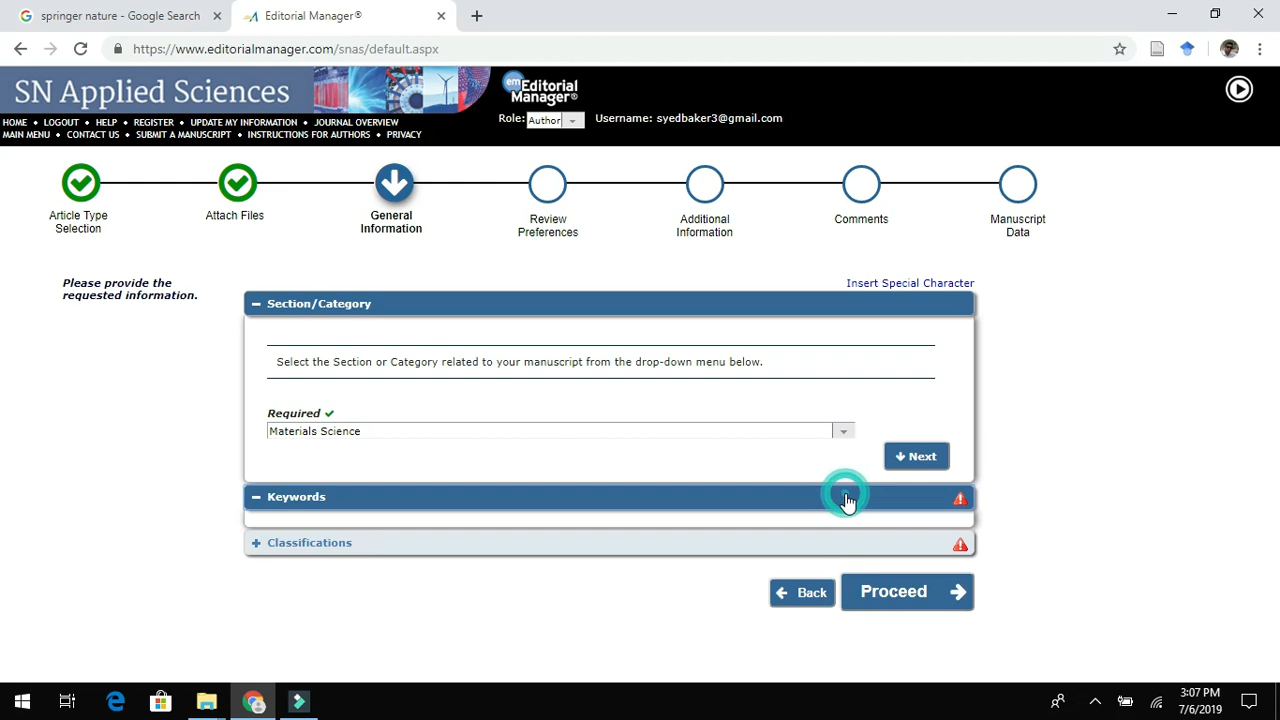 springer nature - Google Search
Editorial Manager®
https://www.editorialmanager.com/snas/default.aspx
SN Applied Sciences
em Editorial Manager®
HOME • LOGOUT • HELP • REGISTER • UPDATE MY INFORMATION • JOURNAL OVERVIEW
MAIN MENU • CONTACT US • SUBMIT A MANUSCRIPT • INSTRUCTIONS FOR AUTHORS • PRIVACY
Role: Author Username: syedbaker3@gmail.com
Article Type Selection
Attach Files
General Information
Review Preferences
Additional Information
Comments
Manuscript Data
Please provide the
requested information.
Insert Special Character
Section/Category
Select the Section or Category related to your manuscript from the drop-down menu below.
Required
Materials Science
Next
Keywords
Classifications
Back
Proceed
3:07 PM
7/6/2019